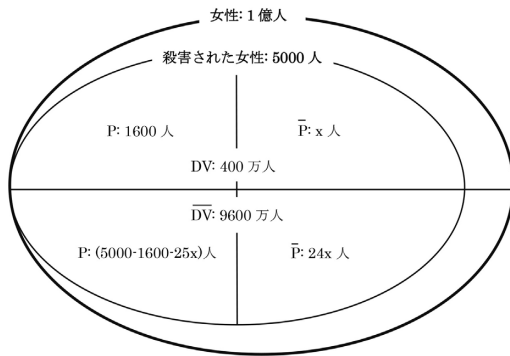 女性: 1 億人
殺害された女性: 5000 人
P: 1600 人
P̅: x 人
DV: 400 万人
D̅V̅: 9600 万人
P: (5000-1600-25x)人
P̅: 24x 人